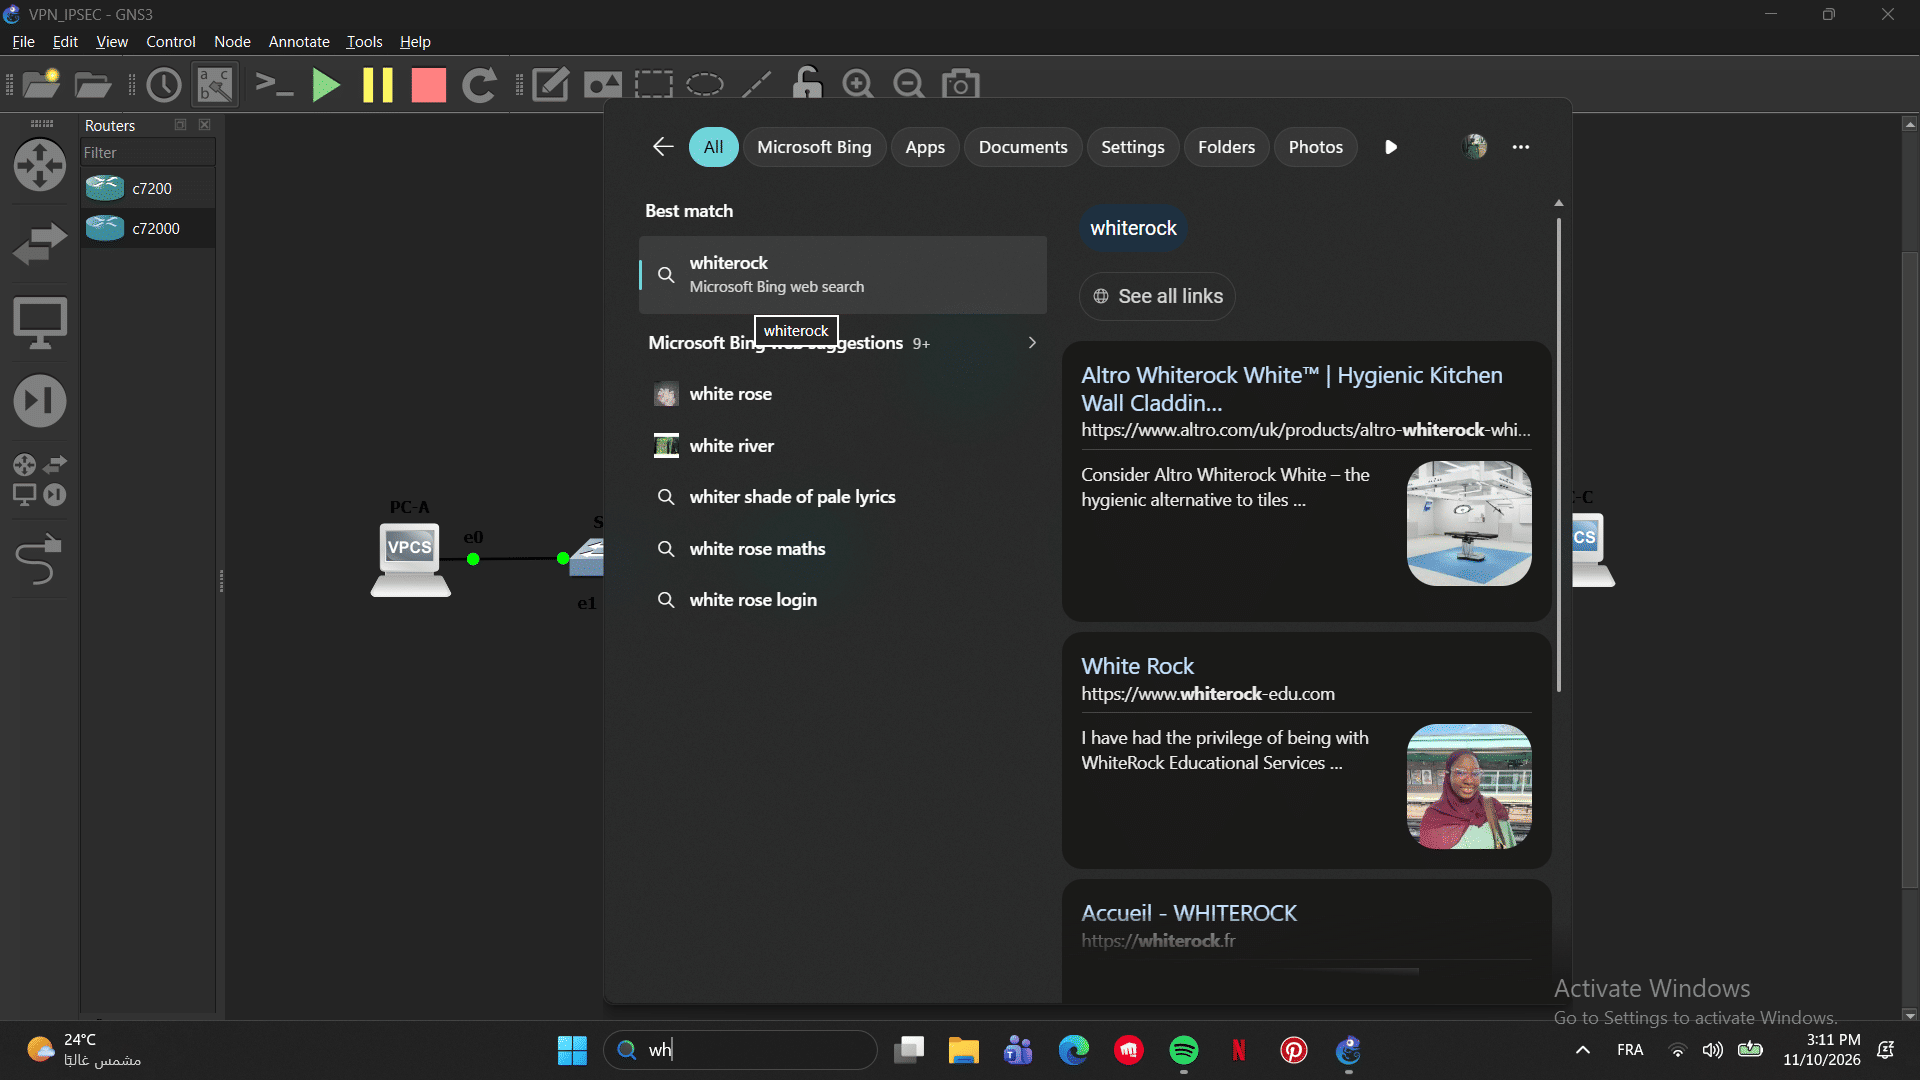 VPN_IPSEC - GNS3
File Edit View Control Node Annotate Tools Help
Routers
Filter
c7200
c72000
PC-A
VPCS
e0
S
e1
All Microsoft Bing Apps Documents Settings Folders Photos
Best match
whiterock
Microsoft Bing web search
whiterock
Microsoft Bing web suggestions 9+
white rose
white river
whiter shade of pale lyrics
white rose maths
white rose login
whiterock
See all links
Altro Whiterock White™ | Hygienic Kitchen
Wall Claddin...
https://www.altro.com/uk/products/altro-whiterock-whi...
Consider Altro Whiterock White – the
hygienic alternative to tiles ...
White Rock
https://www.whiterock-edu.com
I have had the privilege of being with
WhiteRock Educational Services ...
Accueil - WHITEROCK
https://whiterock.fr
-C
CS
Activate Windows
Go to Settings to activate Windows.
24°C
مشمس غالبًا
wh
FRA
3:11 PM
11/10/2026